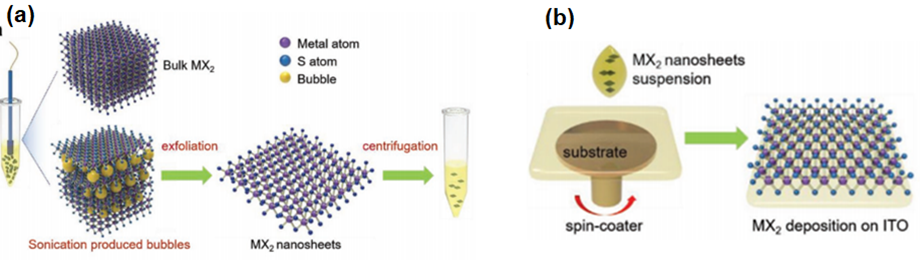 (a)
Metal atom
S atom
Bubble
Bulk MX2
exfoliation
centrifugation
Sonication produced bubbles
MX2 nanosheets
(b)
MX2 nanosheets
suspension
substrate
spin-coater
MX2 deposition on ITO